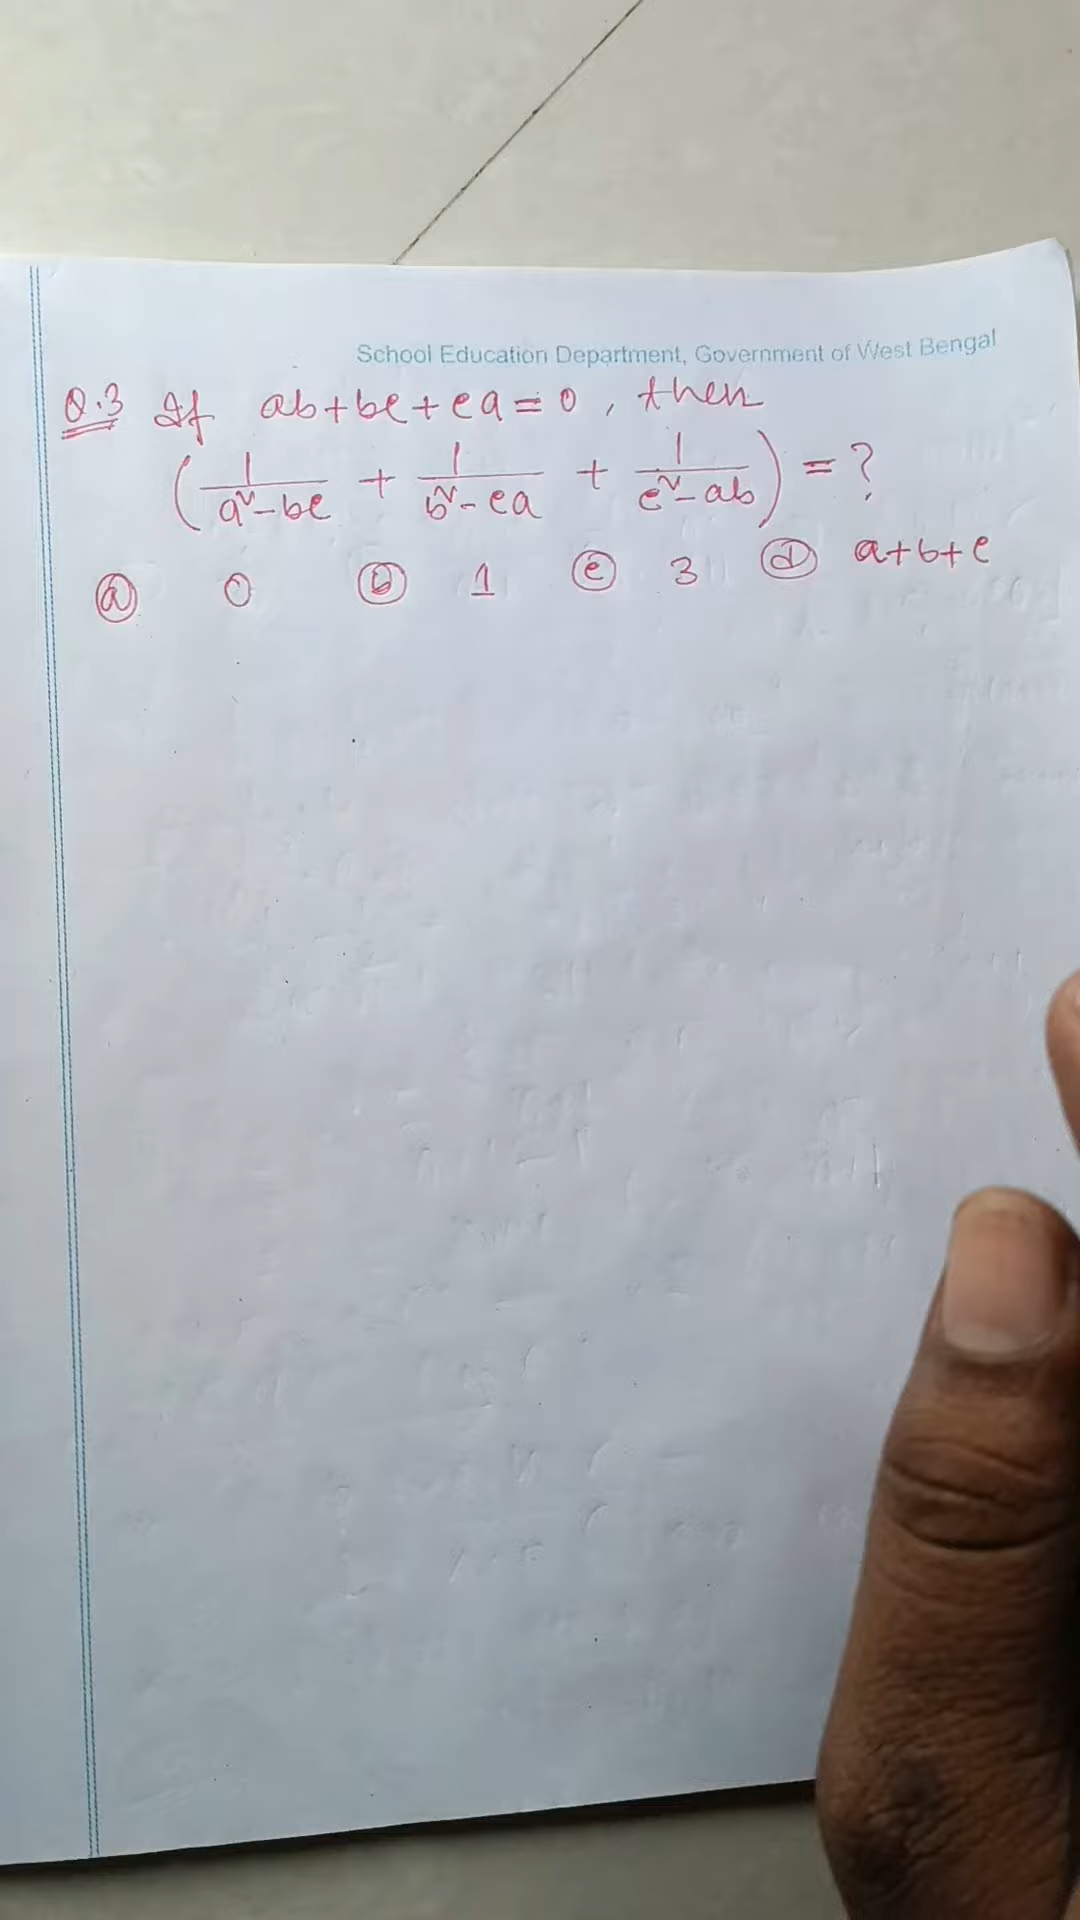 School Education Department, Government of West Bengal
Q.3 If ab+bc+ca=0, then
(1/(a²-bc) + 1/(b²-ca) + 1/(c²-ab)) = ?
ⓐ 0 ⓑ 1 ⓒ 3 ⓓ a+b+c